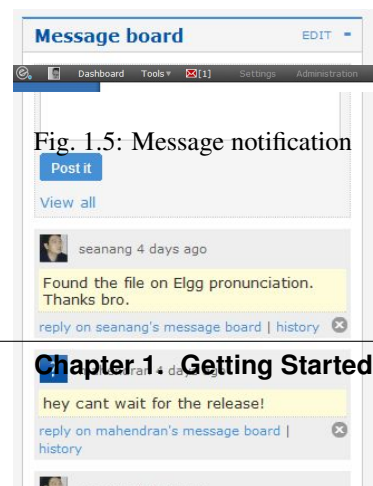 Message board EDIT -
Dashboard Tools▾ [1] Settings Administration
Fig. 1.5: Message notification
Post it
View all
seanang 4 days ago
Found the file on Elgg pronunciation.
Thanks bro.
reply on seanang's message board | history
Chapter 1. Getting Started
hey cant wait for the release!
reply on mahendran's message board |
history